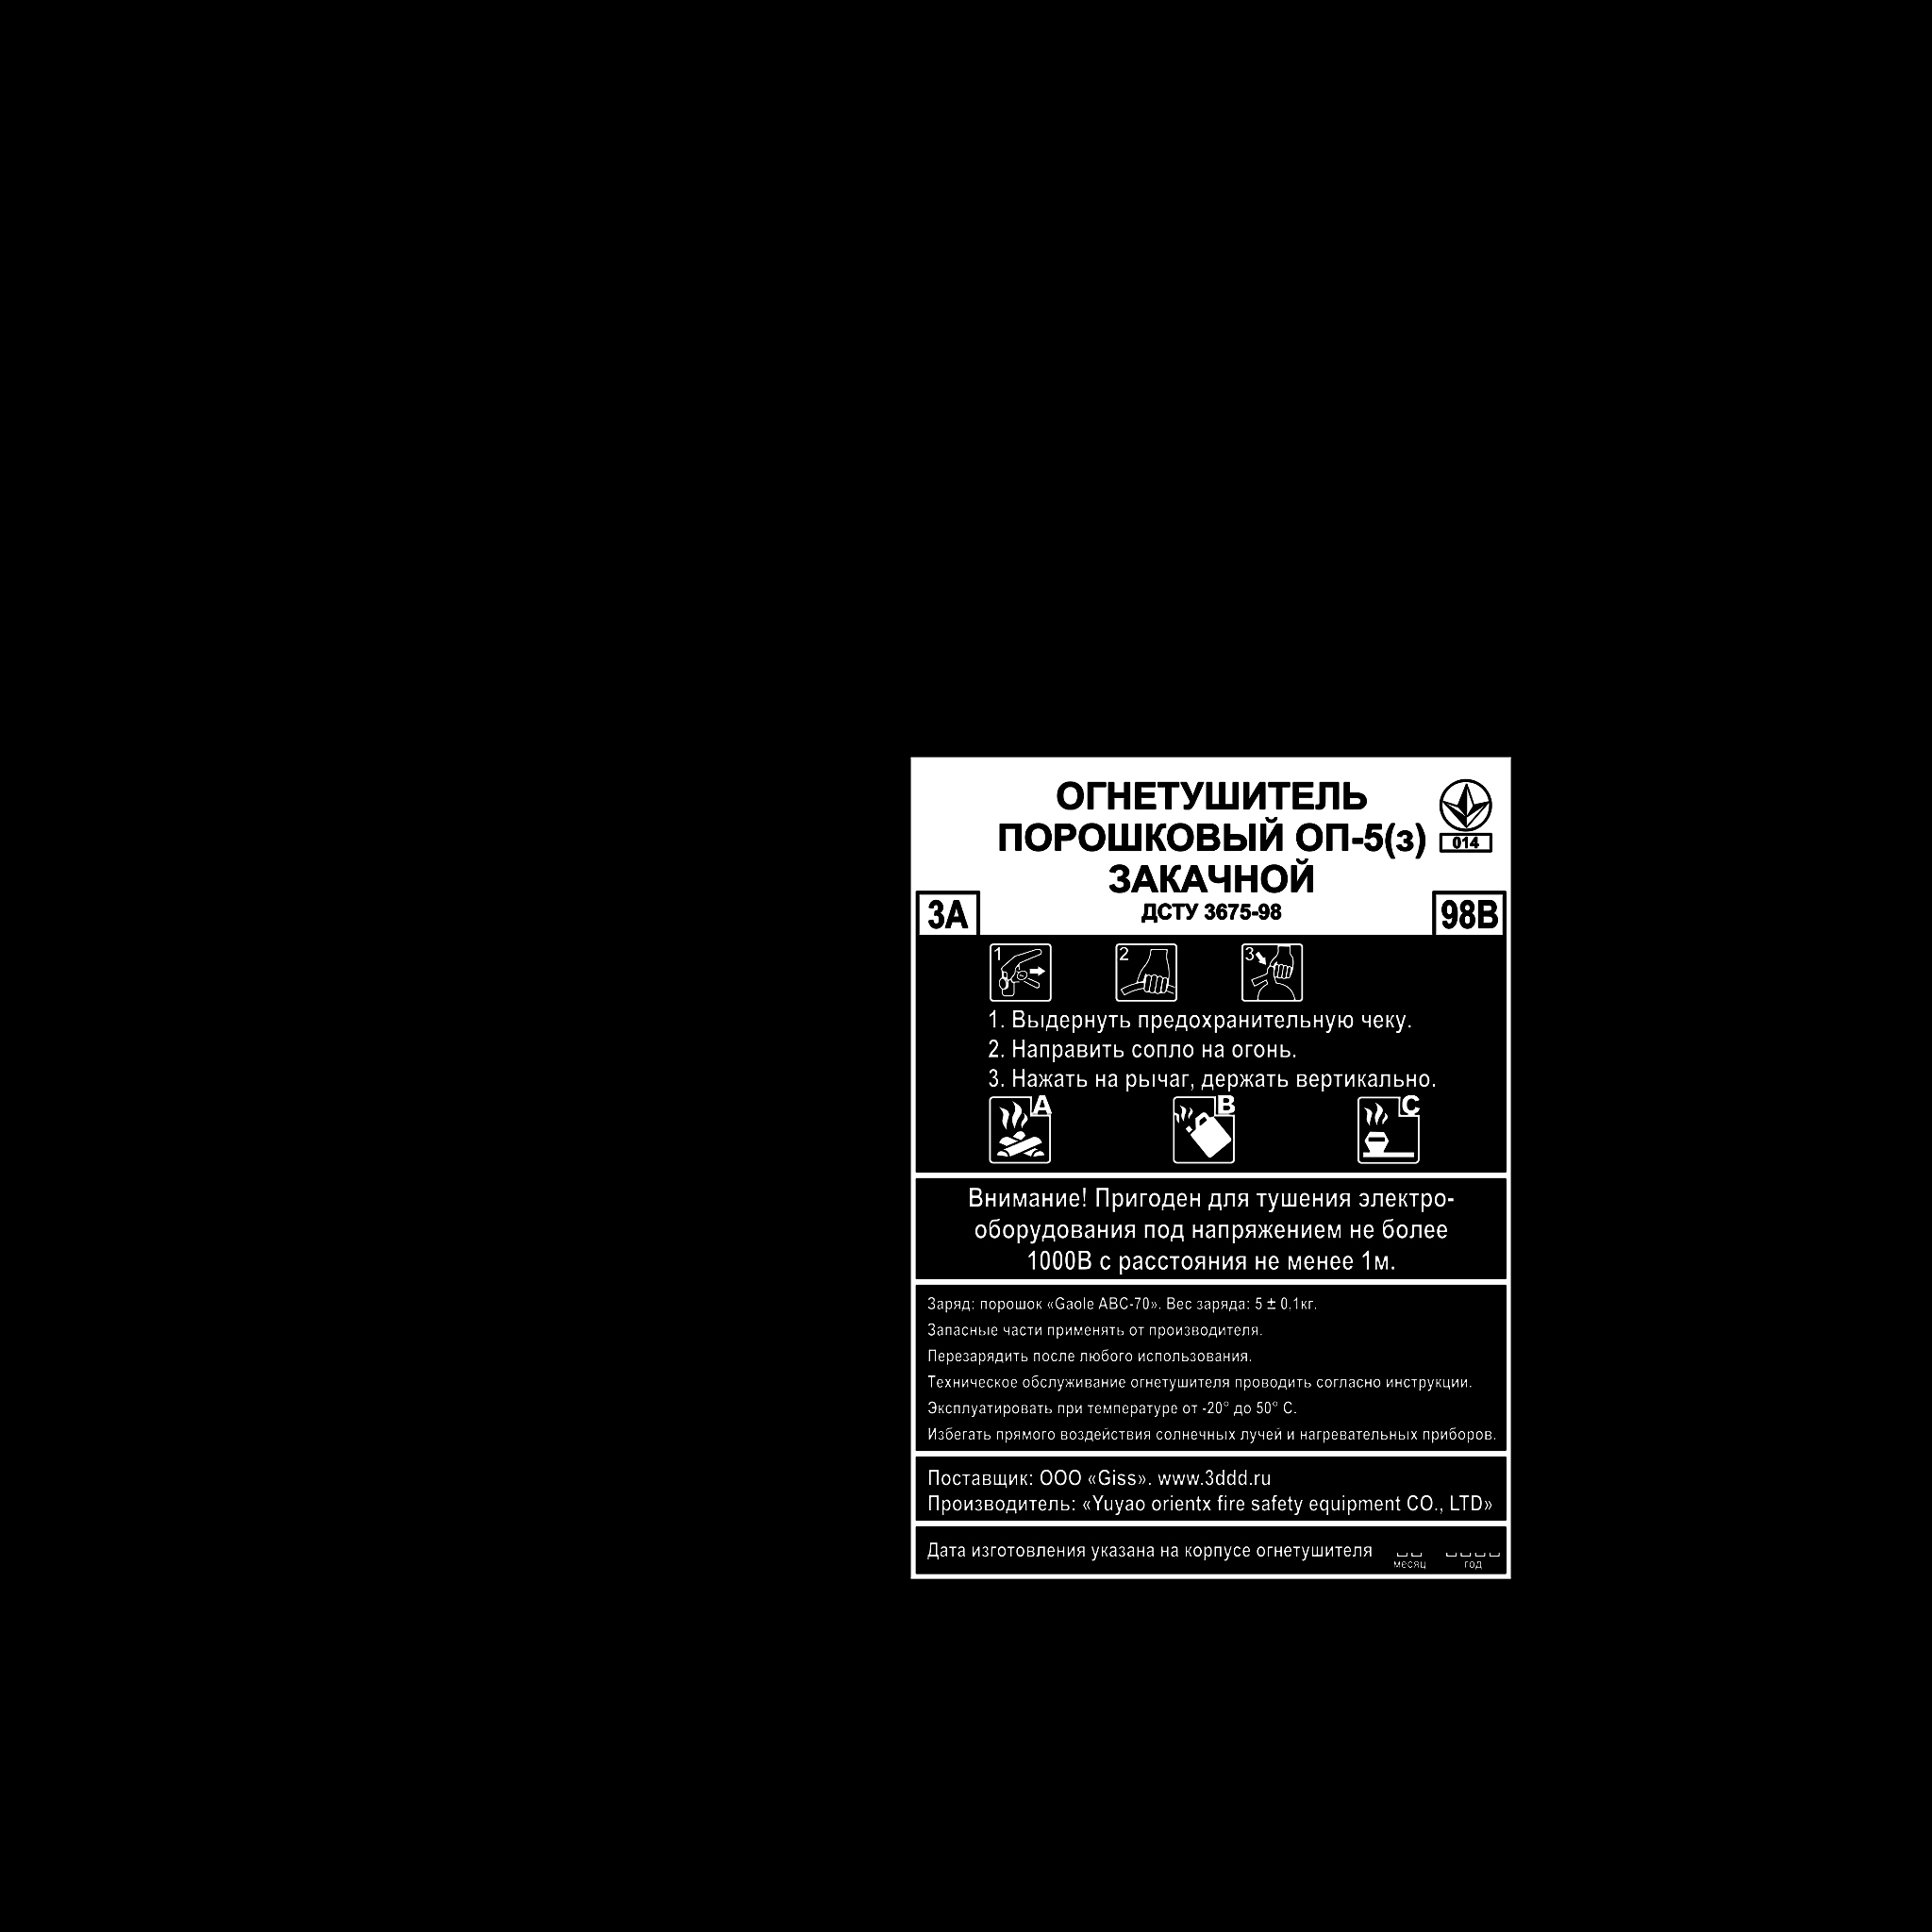 ОГНЕТУШИТЕЛЬ
ПОРОШКОВЫЙ ОП-5(з)
014
ЗАКАЧНОЙ
ДСТУ 3675-98
3A
98B
1
2
3
1. Выдернуть предохранительную чеку.
2. Направить сопло на огонь.
3. Нажать на рычаг, держать вертикально.
A
B
C
Внимание! Пригоден для тушения электро-
оборудования под напряжением не более
1000В с расстояния не менее 1м.
Заряд: порошок «Gaole ABC-70». Вес заряда: 5 ± 0,1кг.
Запасные части применять от производителя.
Перезарядить после любого использования.
Техническое обслуживание огнетушителя проводить согласно инструкции.
Эксплуатировать при температуре от -20° до 50° С.
Избегать прямого воздействия солнечных лучей и нагревательных приборов.
Поставщик: ООО «Giss». www.3ddd.ru
Производитель: «Yuyao orientx fire safety equipment CO., LTD»
Дата изготовления указана на корпусе огнетушителя
месяц год